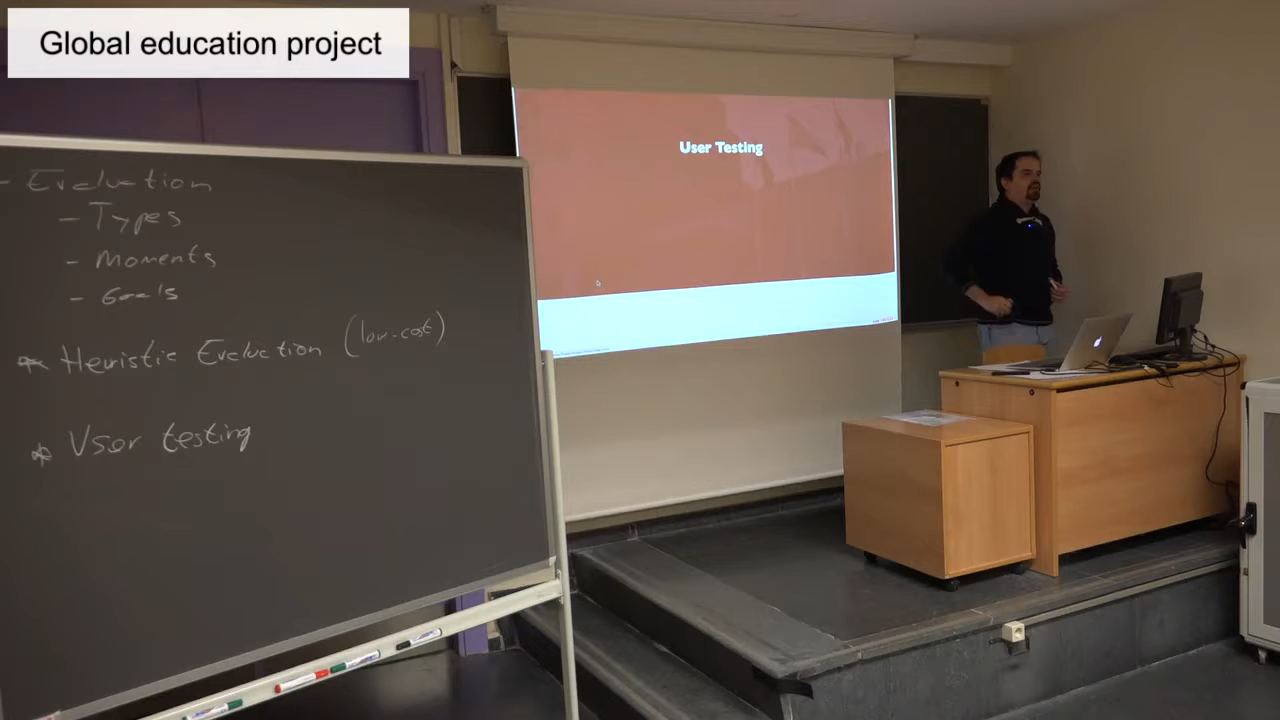 Global education project
- Evaluation
- Types
- Moments
- Goals
* Heuristic Evaluation (low-cost)
* User testing
User Testing